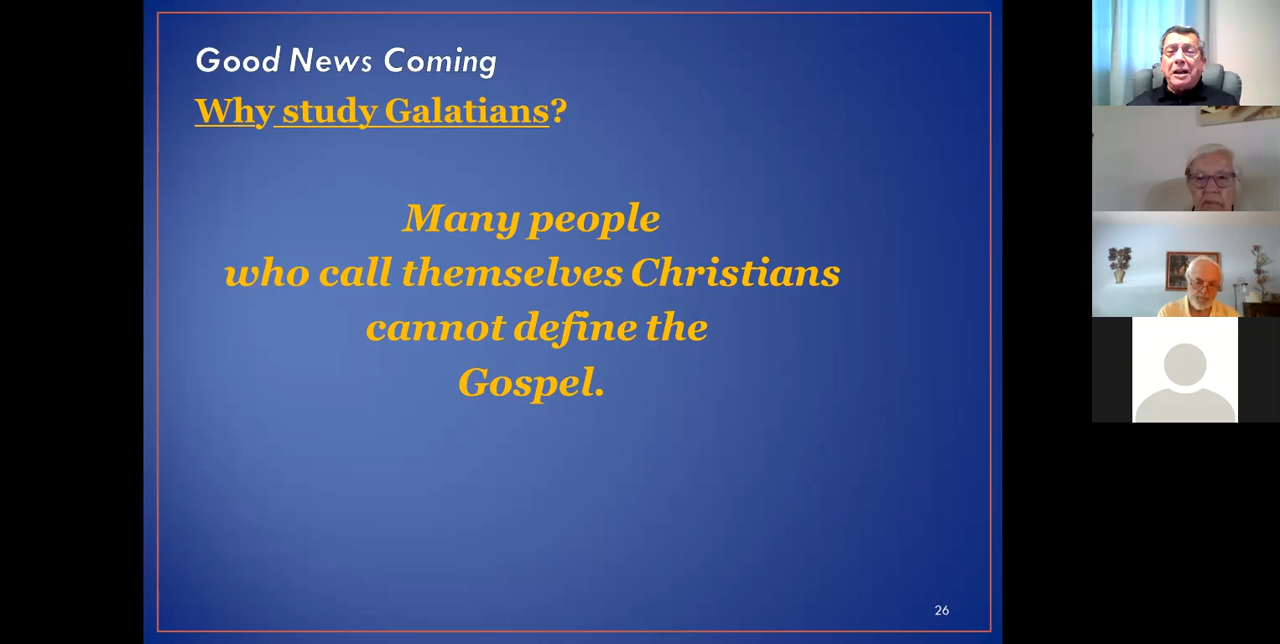 Good News Coming
Why study Galatians?
Many people
who call themselves Christians
cannot define the
Gospel.
26